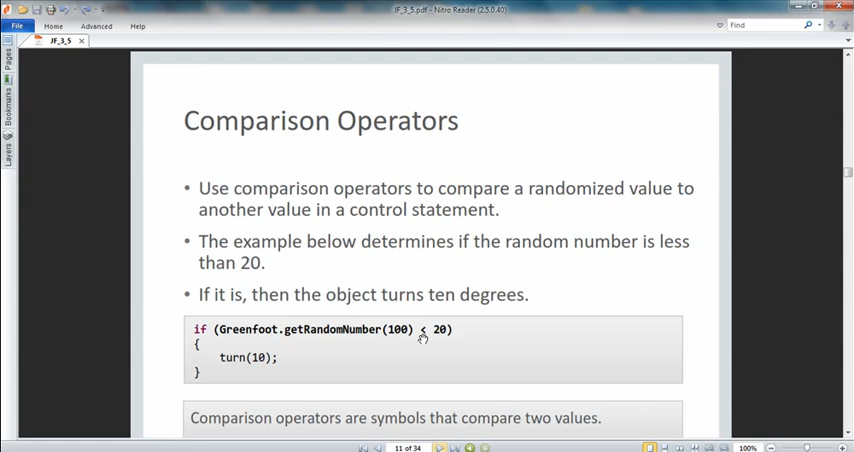 JF_3_5.pdf - Nitro Reader (2.5.0.40)
File Home Advanced Help
Find
JF_3_5
Pages
Bookmarks
Layers
Comparison Operators
• Use comparison operators to compare a randomized value to
another value in a control statement.
• The example below determines if the random number is less
than 20.
• If it is, then the object turns ten degrees.
if (Greenfoot.getRandomNumber(100) < 20)
{
turn(10);
}
Comparison operators are symbols that compare two values.
11 of 34
100%